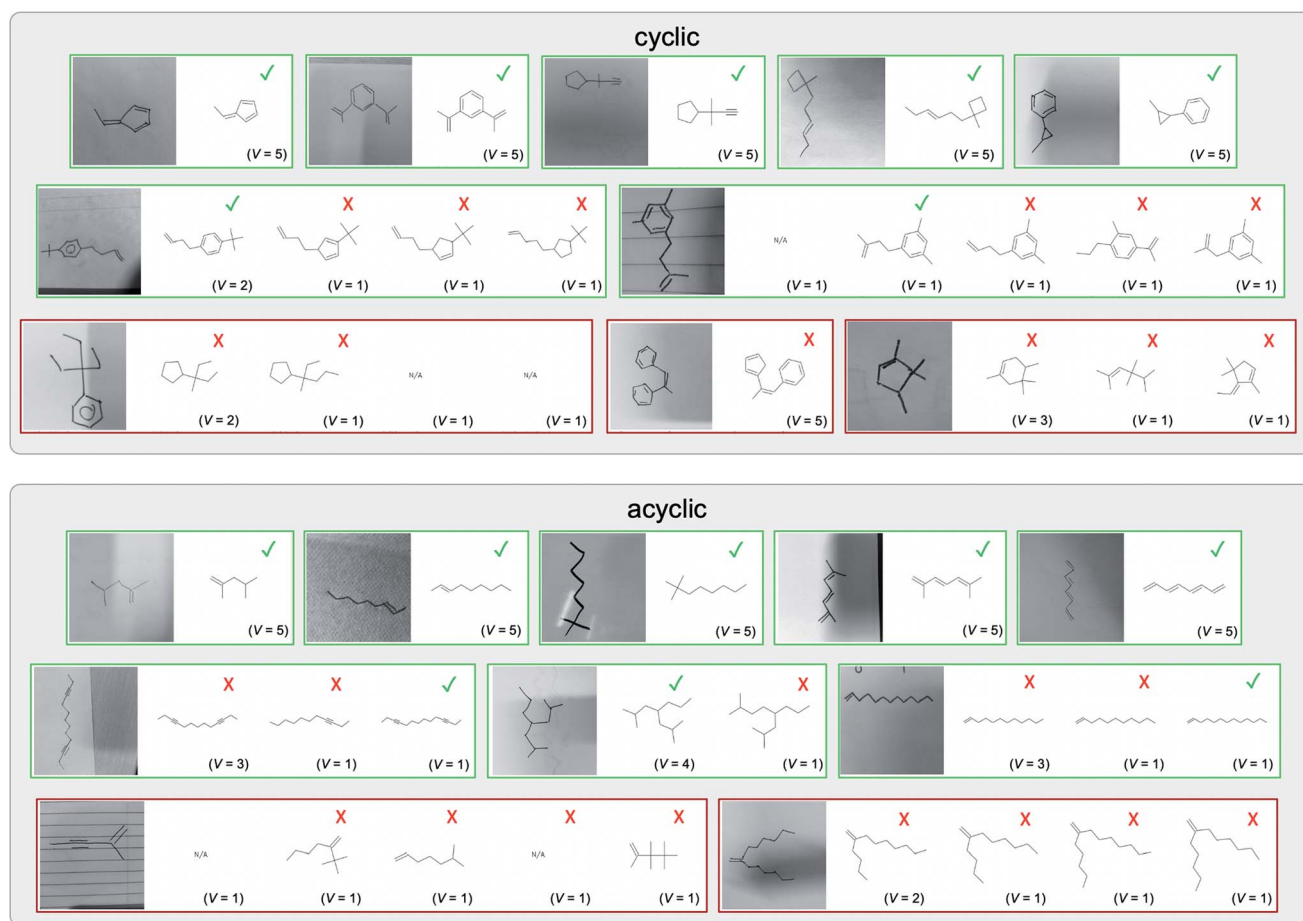 cyclic
✓ ✓ ✓ ✓ ✓
(V = 5) (V = 5) (V = 5) (V = 5) (V = 5)
✓ X X X ✓ X X X
N/A
(V = 2) (V = 1) (V = 1) (V = 1) (V = 1) (V = 1) (V = 1) (V = 1) (V = 1)
X X X X X X
N/A N/A
(V = 2) (V = 1) (V = 1) (V = 1) (V = 5) (V = 3) (V = 1) (V = 1)
acyclic
✓ ✓ ✓ ✓ ✓
(V = 5) (V = 5) (V = 5) (V = 5) (V = 5)
X X ✓ ✓ X X X ✓
(V = 3) (V = 1) (V = 1) (V = 4) (V = 1) (V = 3) (V = 1) (V = 1)
X X X X X X X X
N/A N/A
(V = 1) (V = 1) (V = 1) (V = 1) (V = 1) (V = 2) (V = 1) (V = 1) (V = 1)